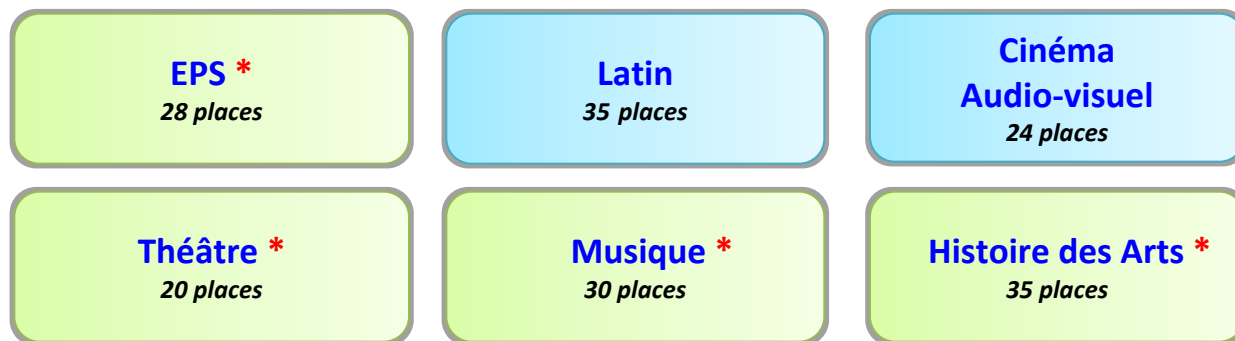 EPS *
28 places
Latin
35 places
Cinéma
Audio-visuel
24 places
Théâtre *
20 places
Musique *
30 places
Histoire des Arts *
35 places